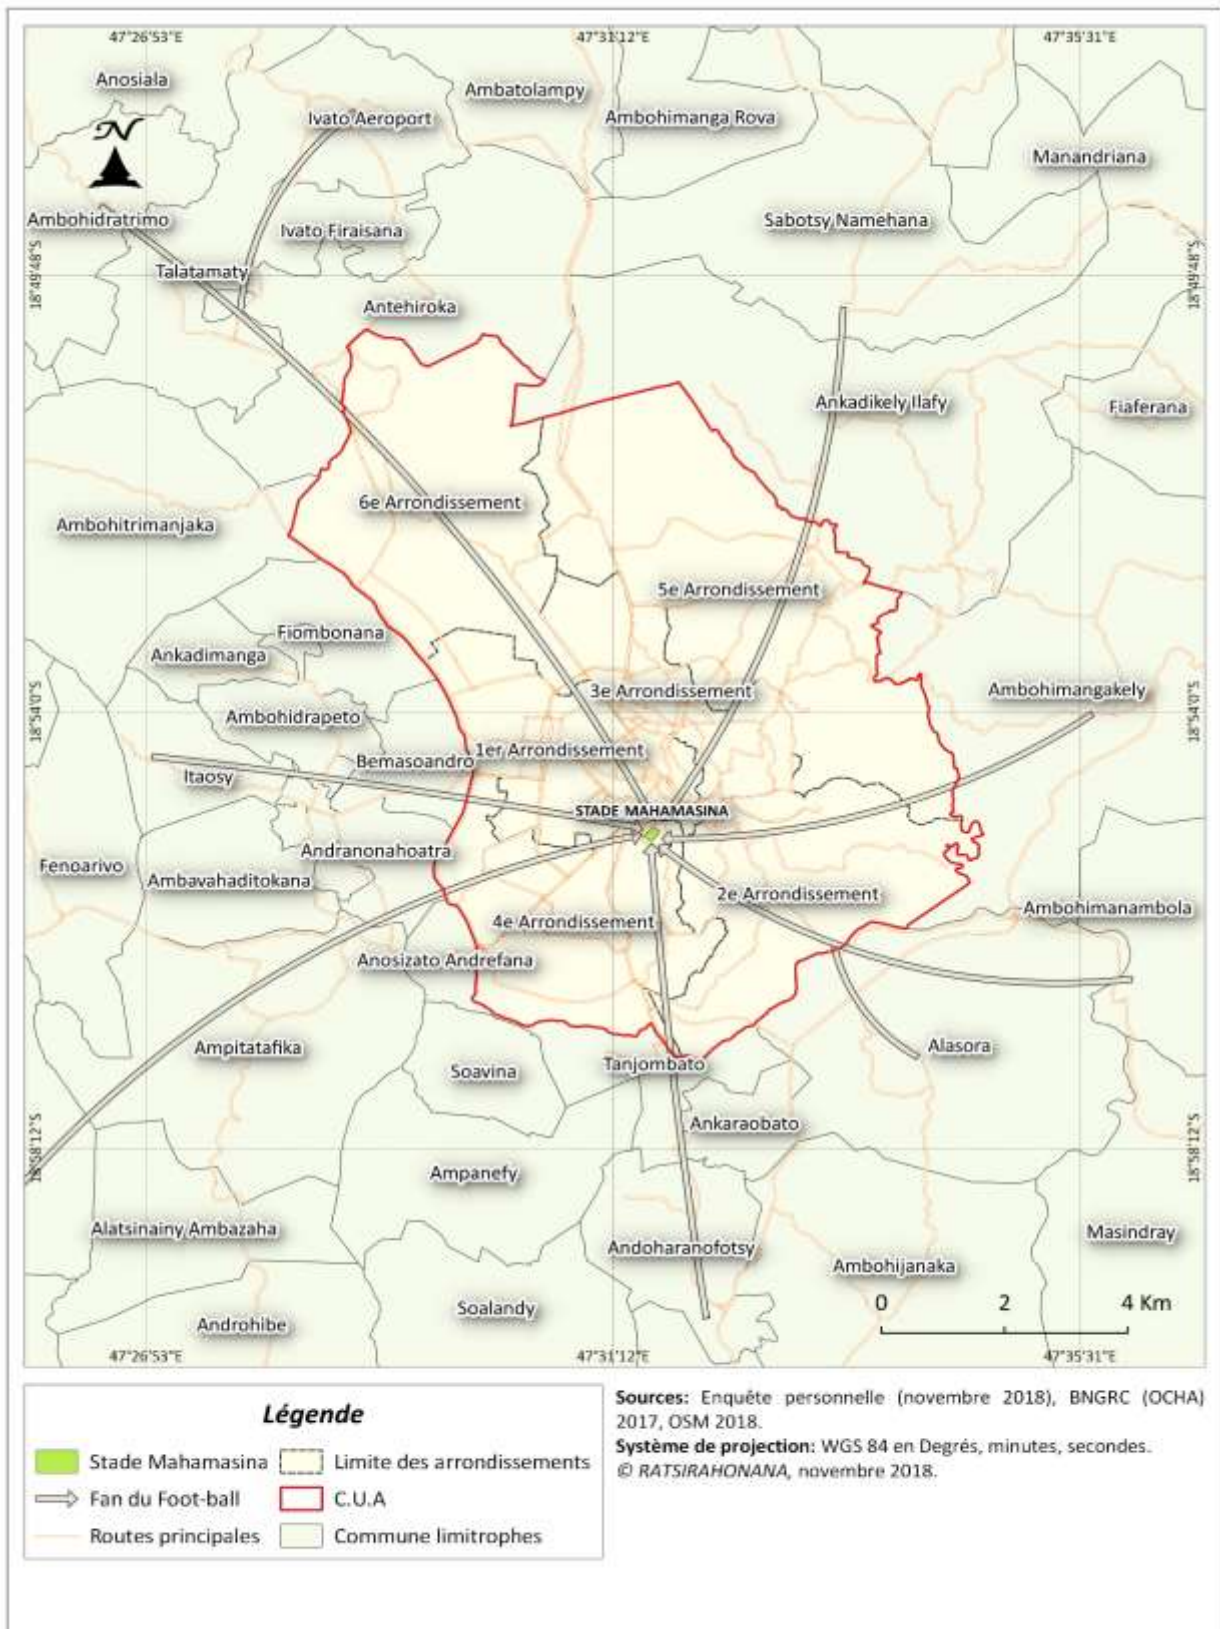 47°26'53"E
47°31'12"E
47°35'31"E
Anosiala
Ambatolampy
Ivato Aeroport
Ambohimanga Rova
N
Manandriana
Ambohidratrimo
Ivato Firaisana
Sabotsy Namehana
18°49'48"S
Talatamaty
18°49'48"S
Antehiroka
Ankadikely Ilafy
Fiaferana
6e Arrondissement
Ambohitrimanjaka
5e Arrondissement
Fiombonana
Ankadimanga
18°54'0"S
3e Arrondissement
Ambohimangakely
18°54'0"S
Ambohidrapeto
1er Arrondissement
Bemasoandro
Itaosy
STADE MAHAMASINA
Andranonahoatra
Fenoarivo
Ambavahaditokana
2e Arrondissement
Ambohimanambola
4e Arrondissement
Anosizato Andrefana
Ampitatafika
Alasora
Soavina
Tanjombato
Ankaraobato
18°58'12"S
18°58'12"S
Ampanefy
Alatsinainy Ambazaha
Masindray
Andoharanofotsy
Ambohijanaka
Soalandy
Androhibe
0 2 4 Km
47°26'53"E
47°31'12"E
47°35'31"E
Légende
Stade Mahamasina
Limite des arrondissements
Fan du Foot-ball
C.U.A
Routes principales
Commune limitrophes
Sources: Enquête personnelle (novembre 2018), BNGRC (OCHA)
2017, OSM 2018.
Système de projection: WGS 84 en Degrés, minutes, secondes.
© RATSIRAHONANA, novembre 2018.